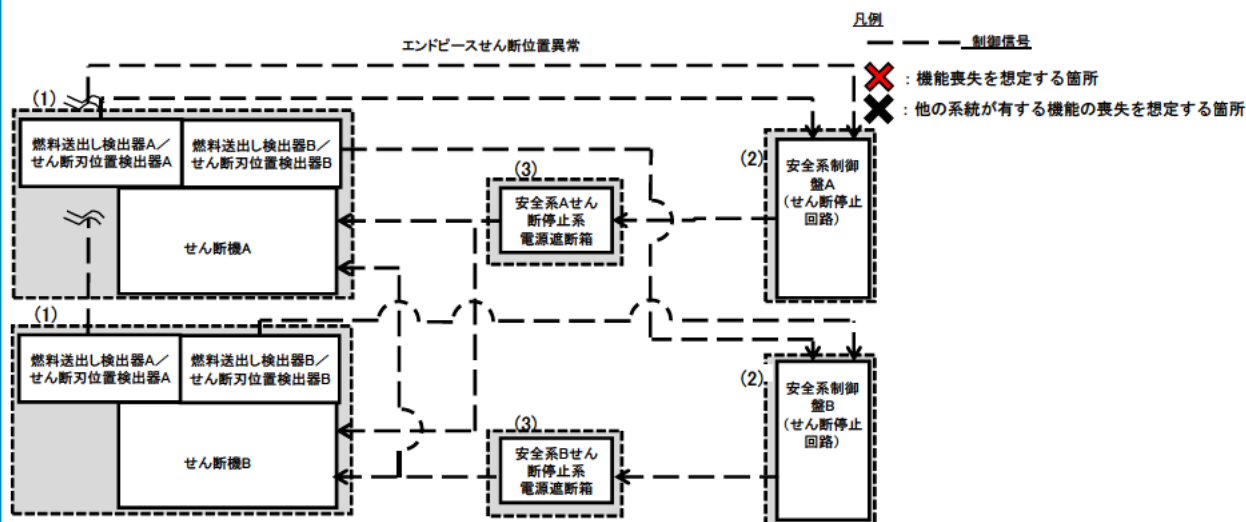 凡例
エンドピースせん断位置異常
制御信号
：機能喪失を想定する箇所
：他の系統が有する機能の喪失を想定する箇所
(1)
燃料送出し検出器A／
せん断刃位置検出器A
燃料送出し検出器B／
せん断刃位置検出器B
せん断機A
(3)
安全系Aせん
断停止系
電源遮断箱
(2)
安全系制御
盤A
(せん断停止
回路)
(1)
燃料送出し検出器A／
せん断刃位置検出器A
燃料送出し検出器B／
せん断刃位置検出器B
せん断機B
(3)
安全系Bせん
断停止系
電源遮断箱
(2)
安全系制御
盤B
(せん断停止
回路)